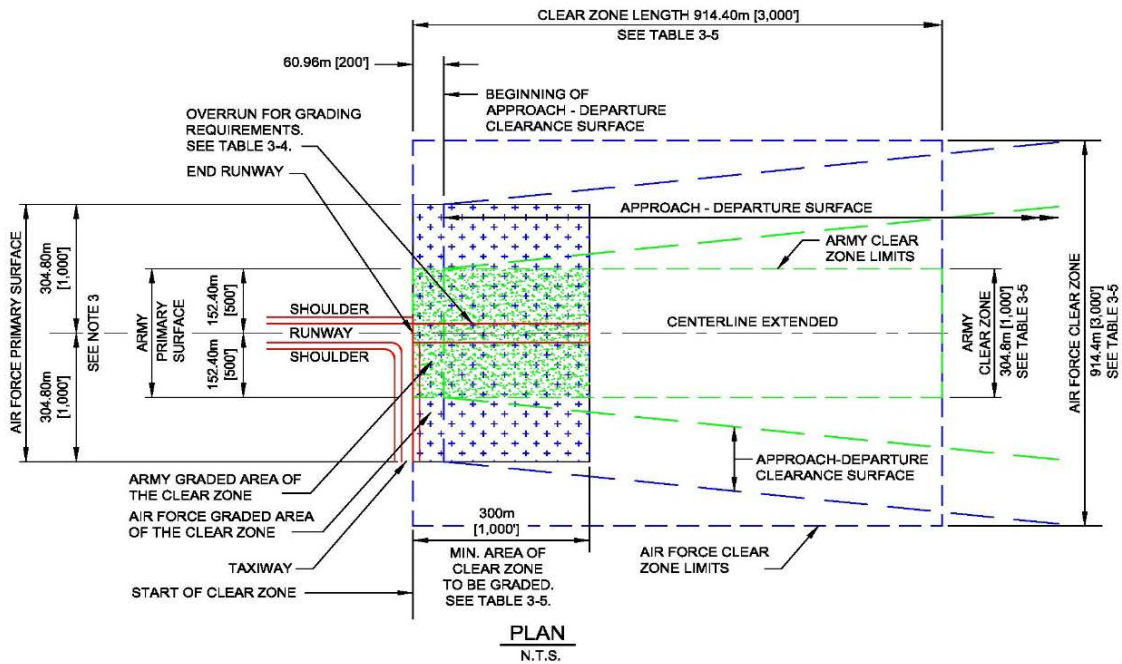 CLEAR ZONE LENGTH 914.40m [3,000']
SEE TABLE 3-5
60.96m [200']
BEGINNING OF
APPROACH - DEPARTURE
CLEARANCE SURFACE
OVERRUN FOR GRADING
REQUIREMENTS.
SEE TABLE 3-4.
END RUNWAY
APPROACH - DEPARTURE SURFACE
ARMY CLEAR
ZONE LIMITS
AIR FORCE PRIMARY SURFACE
304.80m
[1,000']
304.80m
[1,000']
SEE NOTE 3
ARMY
PRIMARY
SURFACE
152.40m
[500']
152.40m
[500']
SHOULDER
RUNWAY
SHOULDER
CENTERLINE EXTENDED
ARMY
CLEAR ZONE
304.8m [1,000']
SEE TABLE 3-5
AIR FORCE CLEAR ZONE
914.4m [3,000']
SEE TABLE 3-5
APPROACH-DEPARTURE
CLEARANCE SURFACE
ARMY GRADED AREA OF
THE CLEAR ZONE
AIR FORCE GRADED AREA
OF THE CLEAR ZONE
TAXIWAY
START OF CLEAR ZONE
300m
[1,000']
MIN. AREA OF
CLEAR ZONE
TO BE GRADED.
SEE TABLE 3-5.
AIR FORCE CLEAR
ZONE LIMITS
PLAN
N.T.S.